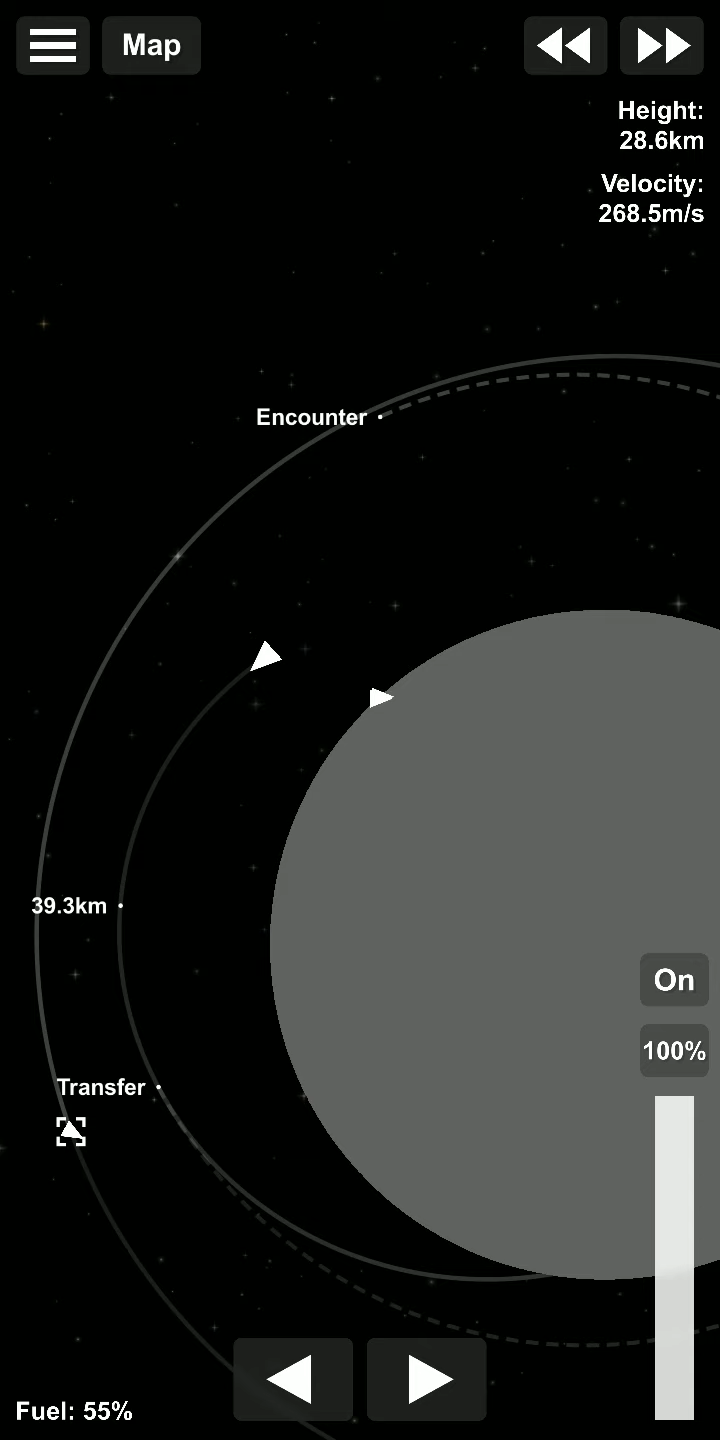 Map
Height:
28.6km
Velocity:
268.5m/s
Encounter
39.3km
On
100%
Transfer
Fuel: 55%